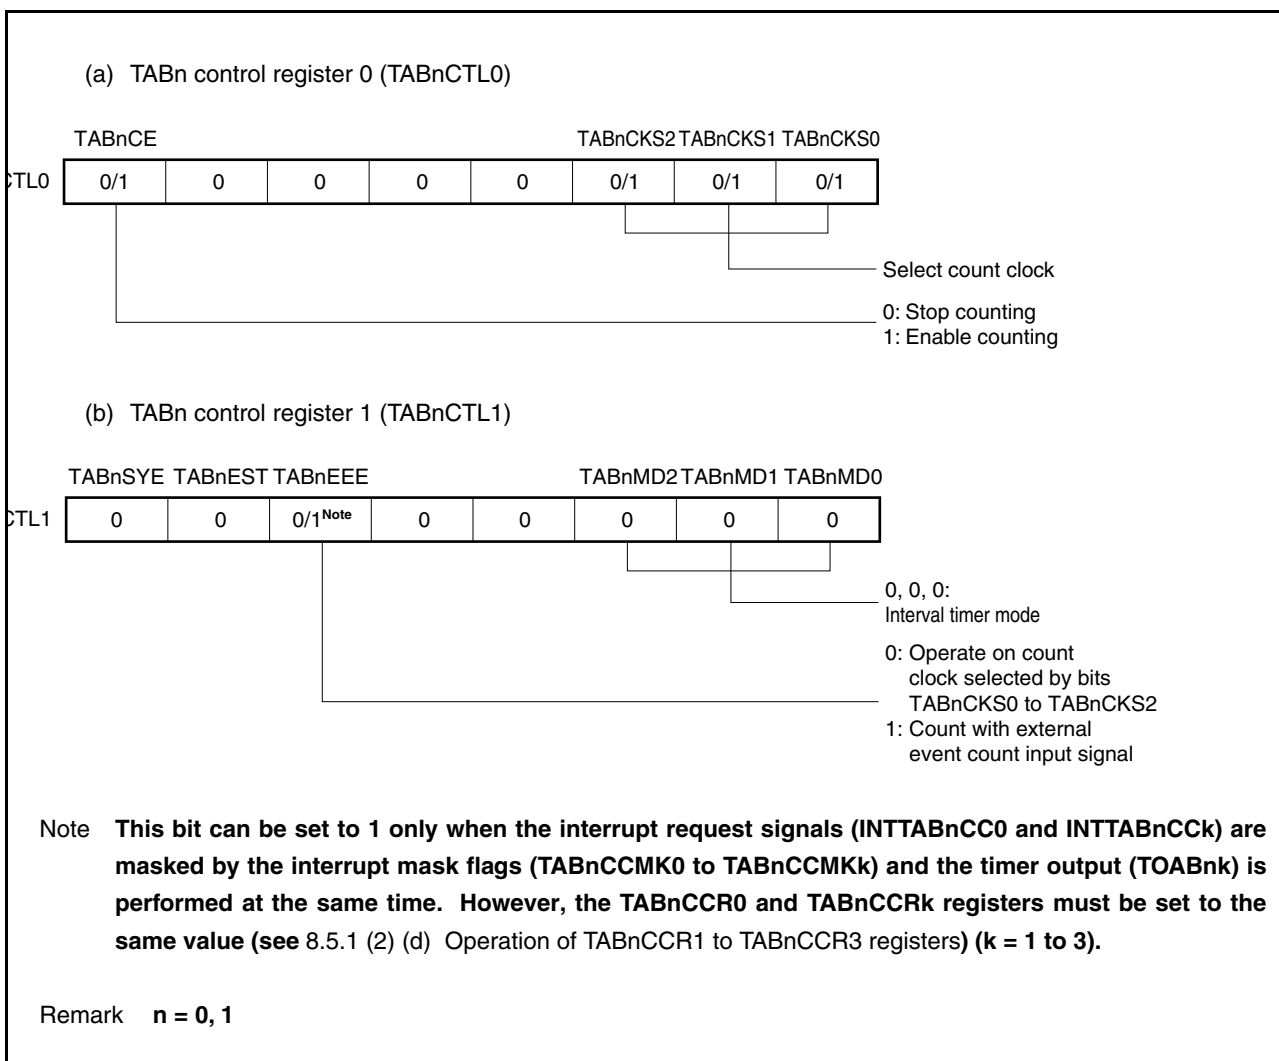 (a) TABn control register 0 (TABnCTL0)
TABnCE TABnCKS2 TABnCKS1 TABnCKS0
CTL0 0/1 0 0 0 0 0/1 0/1 0/1
Select count clock
0: Stop counting
1: Enable counting
(b) TABn control register 1 (TABnCTL1)
TABnSYE TABnEST TABnEEE TABnMD2 TABnMD1 TABnMD0
CTL1 0 0 0/1Note 0 0 0 0 0
0, 0, 0:
Interval timer mode
0: Operate on count
clock selected by bits
TABnCKS0 to TABnCKS2
1: Count with external
event count input signal
Note This bit can be set to 1 only when the interrupt request signals (INTTABnCC0 and INTTABnCCk) are
masked by the interrupt mask flags (TABnCCMK0 to TABnCCMKk) and the timer output (TOABnk) is
performed at the same time. However, the TABnCCR0 and TABnCCRk registers must be set to the
same value (see 8.5.1 (2) (d) Operation of TABnCCR1 to TABnCCR3 registers) (k = 1 to 3).
Remark n = 0, 1